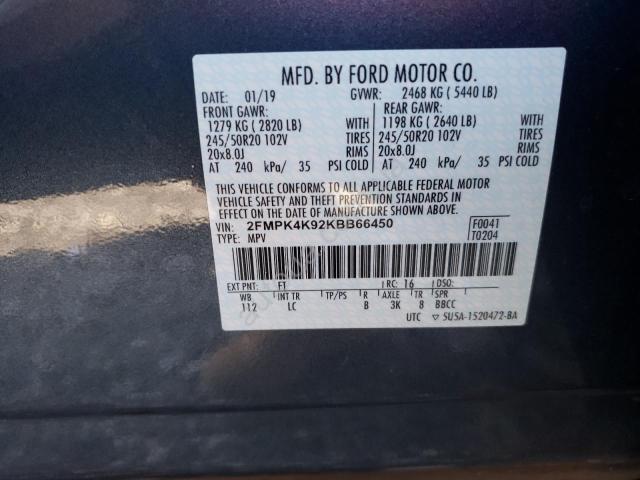 MFD. BY FORD MOTOR CO.
DATE: 01/19 GVWR: 2468 KG ( 5440 LB)
FRONT GAWR: REAR GAWR:
1279 KG ( 2820 LB) WITH 1198 KG ( 2640 LB) WITH
245/50R20 102V TIRES 245/50R20 102V TIRES
20x8.0J RIMS 20x8.0J RIMS
AT 240 kPa/ 35 PSI COLD AT 240 kPa/ 35 PSI COLD
THIS VEHICLE CONFORMS TO ALL APPLICABLE FEDERAL MOTOR
VEHICLE SAFETY AND THEFT PREVENTION STANDARDS IN
EFFECT ON THE DATE OF MANUFACTURE SHOWN ABOVE.
VIN: 2FMPK4K92KBB66450 F0041
TYPE: MPV T0204
EXT PNT: FT RC: 16 DSO:
WB INT TR TP/PS R AXLE TR SPR
112 LC B 3K 8 BBCC
UTC ▽ 5U5A-1520472-BA